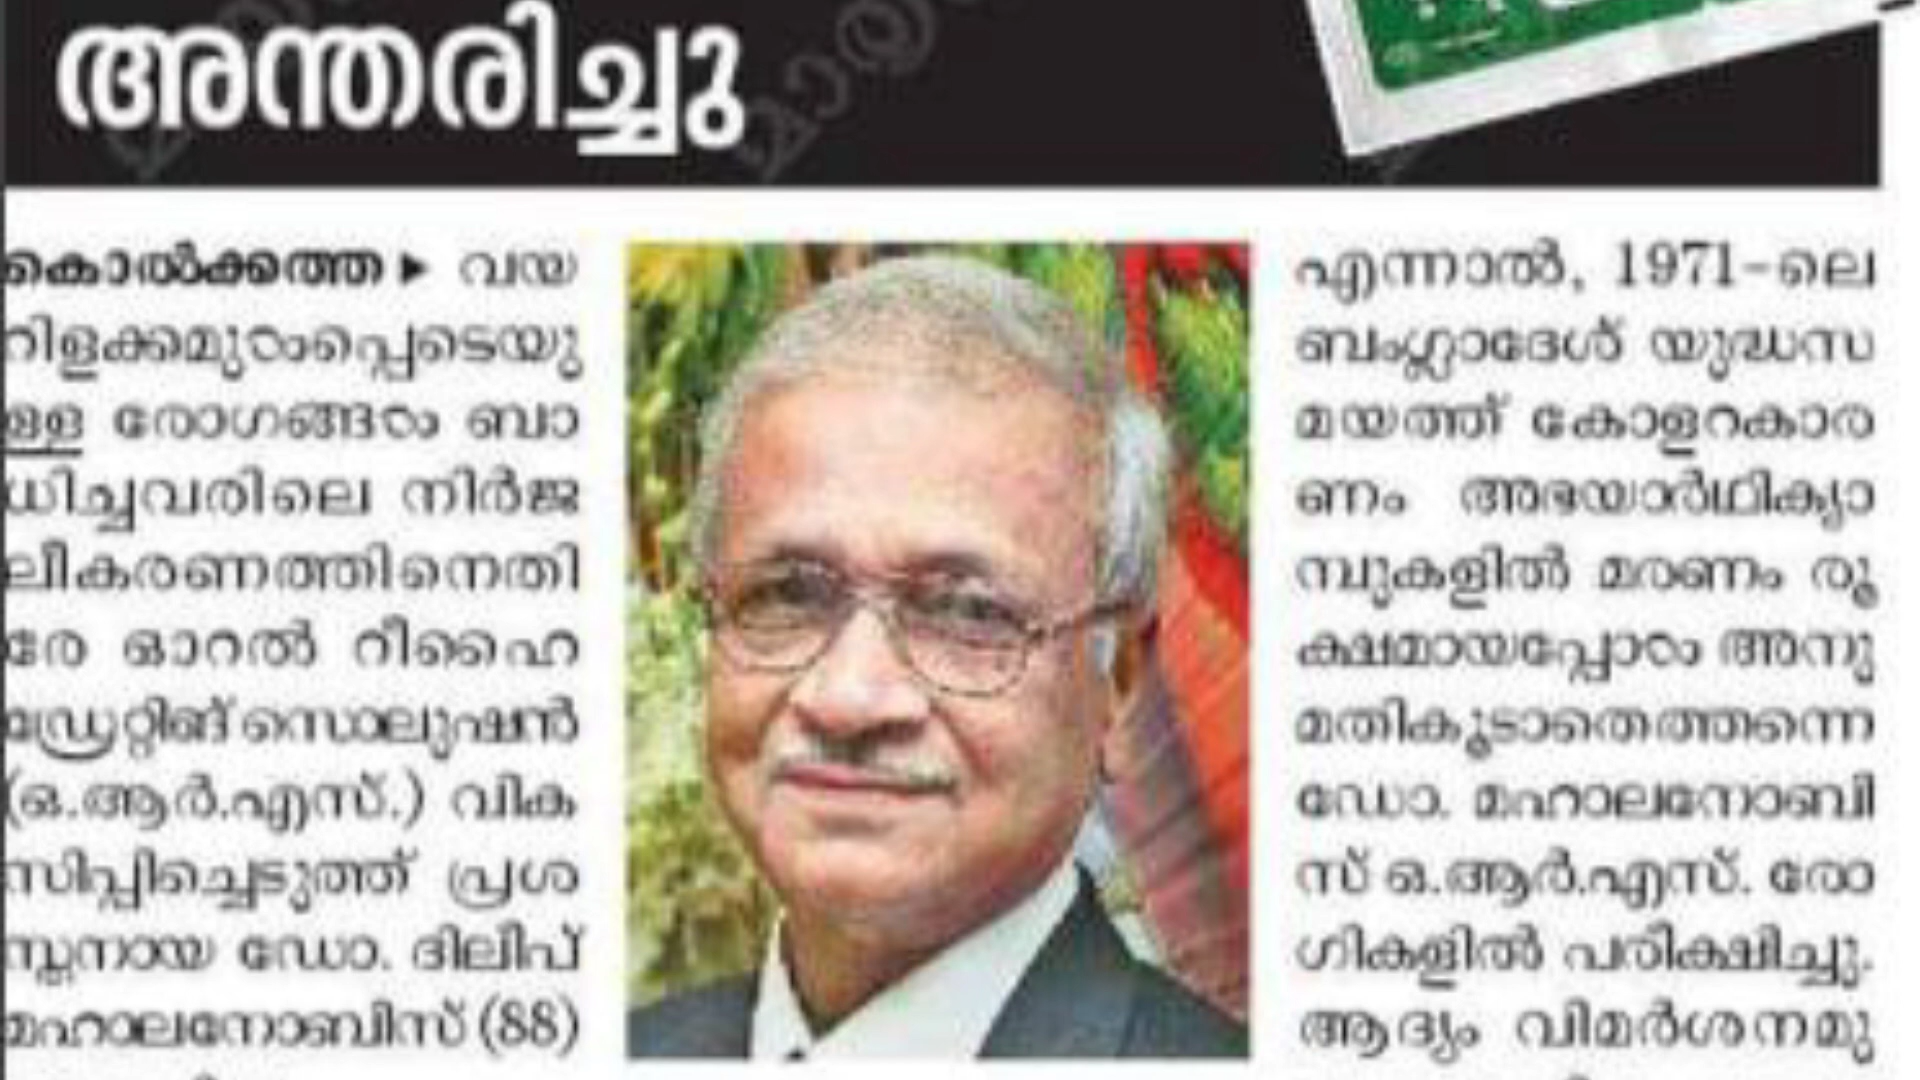 അന്തരിച്ചു
കൊൽക്കത്ത ▸ വയ
റിളക്കമുൾപ്പെടെയു
ള്ള രോഗങ്ങൾ ബാ
ധിച്ചവരിലെ നിർജ
ലീകരണത്തിനെതി
രേ ഓറൽ റീഹൈ
ഡ്രേറ്റിങ് സൊലുഷൻ
(ഒ.ആർ.എസ്.) വിക
സിപ്പിച്ചെടുത്ത് പ്രശ
സ്തനായ ഡോ. ദിലീപ്
മഹാലനോബിസ് (88)
എന്നാൽ, 1971-ലെ
ബംഗ്ലാദേശ് യുദ്ധസ
മയത്ത് കോളറകാര
ണം അഭയാർഥിക്യാ
മ്പുകളിൽ മരണം രൂ
ക്ഷമായപ്പോൾ അനു
മതികൂടാതെത്തന്നെ
ഡോ. മഹാലനോബി
സ് ഒ.ആർ.എസ്. രോ
ഗികളിൽ പരീക്ഷിച്ചു.
ആദ്യം വിമർശനമു